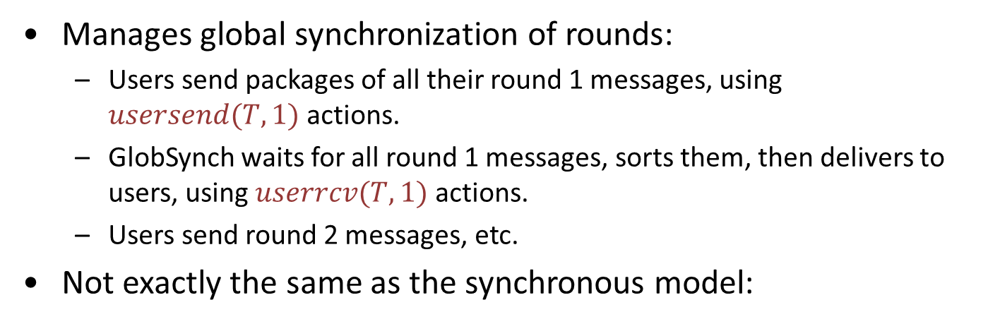 • Manages global synchronization of rounds:
– Users send packages of all their round 1 messages, using
usersend(T, 1) actions.
– GlobSynch waits for all round 1 messages, sorts them, then delivers to
users, using userrcv(T, 1) actions.
– Users send round 2 messages, etc.
• Not exactly the same as the synchronous model: